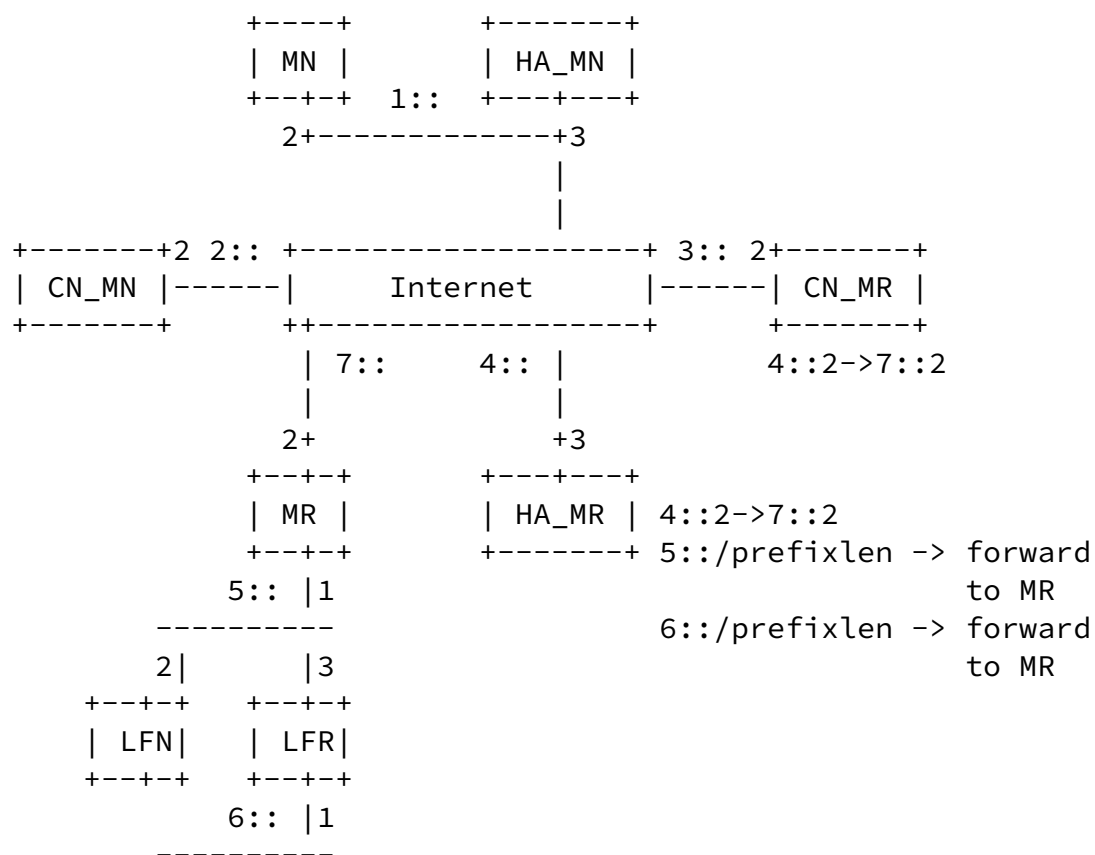 +----+         +-------+
                | MN |         | HA_MN |
                +--+-+  1::    +---+---+
                  2+-------------+3
                                 |
                                 |
+-------+2 2:: +-------------------+ 3:: 2+-------+
| CN_MN |------|     Internet      |------| CN_MR |
+-------+      ++------------------+      +-------+
                | 7::     4:: |           4::2->7::2
                |             |
               2+             +3
             +--+-+       +---+---+
             | MR |       | HA_MR | 4::2->7::2
             +--+-+       +-------+ 5::/prefixlen -> forward
            5:: |1                                   to MR
        ----------                  6::/prefixlen -> forward
        2|      |3                                   to MR
     +--+-+  +--+-+
     | LFN|  | LFR|
     +--+-+  +--+-+
            6:: |1
        ----------